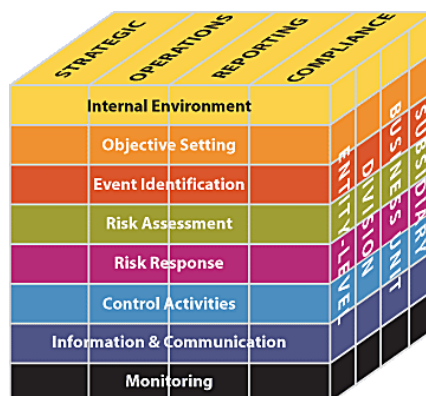 STRATEGIC
OPERATIONS
REPORTING
COMPLIANCE
Internal Environment
Objective Setting
Event Identification
Risk Assessment
Risk Response
Control Activities
Information & Communication
Monitoring
ENTITY-LEVEL
DIVISION
BUSINESS UNIT
SUBSIDIARY